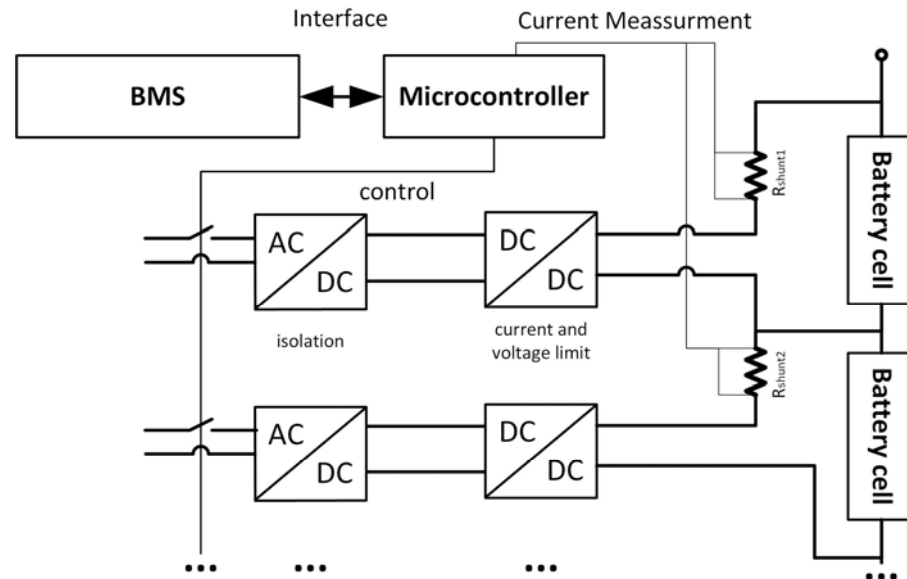 Interface
Current Meassurment
BMS
Microcontroller
Rshunt1
Battery cell
control
AC
DC
DC
DC
isolation
current and
voltage limit
Rshunt2
Battery cell
AC
DC
DC
DC
...
...
...
...